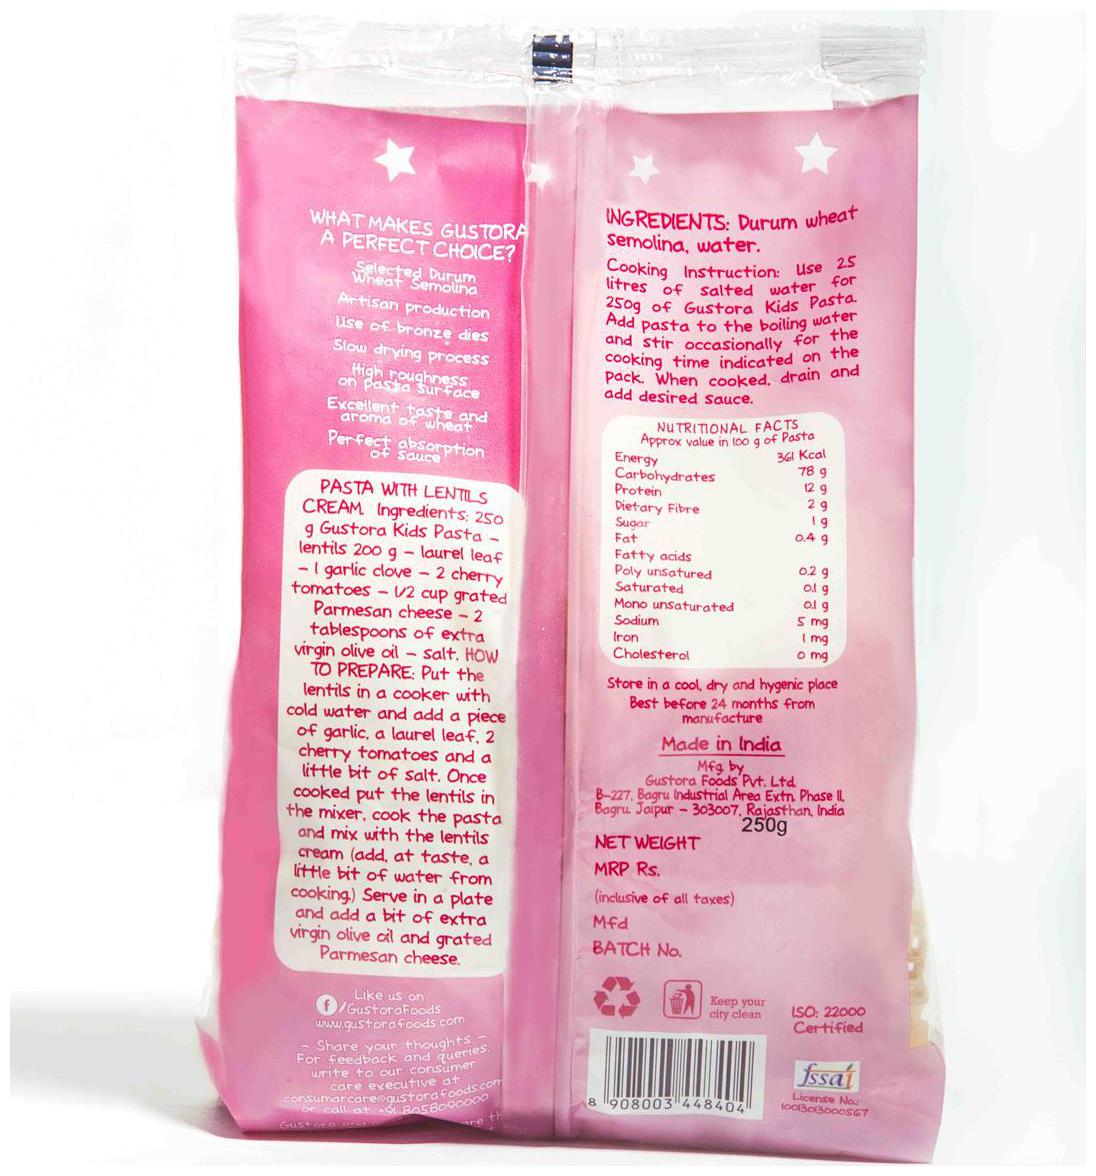 WHAT MAKES GUSTORA
A PERFECT CHOICE?
Selected Durum
Wheat Semolina
Artisan production
Use of bronze dies
Slow drying process
High roughness
on pasta surface
Excellent taste and
aroma of wheat
Perfect absorption
of sauce
PASTA WITH LENTILS
CREAM. Ingredients: 250
g Gustora Kids Pasta –
lentils 200 g – laurel leaf
– 1 garlic clove – 2 cherry
tomatoes – 1/2 cup grated
Parmesan cheese – 2
tablespoons of extra
virgin olive oil – salt. HOW
TO PREPARE: Put the
lentils in a cooker with
cold water and add a piece
of garlic, a laurel leaf, 2
cherry tomatoes and a
little bit of salt. Once
cooked put the lentils in
the mixer, cook the pasta
and mix with the lentils
cream (add, at taste, a
little bit of water from
cooking.) Serve in a plate
and add a bit of extra
virgin olive oil and grated
Parmesan cheese.
Like us on
f /GustoraFoods
www.gustorafoods.com
– Share your thoughts –
For feedback and queries:
write to our consumer
care executive at
consumarcare@gustorafoods.com
or call at +91 8058090000
INGREDIENTS: Durum wheat
semolina, water.
Cooking Instruction: Use 2.5
litres of salted water for
250g of Gustora Kids Pasta.
Add pasta to the boiling water
and stir occasionally for the
cooking time indicated on the
pack. When cooked, drain and
add desired sauce.
NUTRITIONAL FACTS
Approx value in 100 g of Pasta
Energy 361 Kcal
Carbohydrates 78 g
Protein 12 g
Dietary Fibre 2 g
Sugar 1 g
Fat 0.4 g
Fatty acids
Poly unsatured 0.2 g
Saturated 0.1 g
Mono unsaturated 0.1 g
Sodium 5 mg
Iron 1 mg
Cholesterol 0 mg
Store in a cool, dry and hygenic place
Best before 24 months from
manufacture
Made in India
Mfg. by
Gustora Foods Pvt. Ltd.
B-227, Bagru Industrial Area Extn. Phase II,
Bagru. Jaipur – 303007, Rajasthan, India
250g
NET WEIGHT
MRP Rs.
(inclusive of all taxes)
Mfd
BATCH No.
Keep your
city clean
ISO: 22000
Certified
8 908003 448404
fssai
License No.:
10013013000567